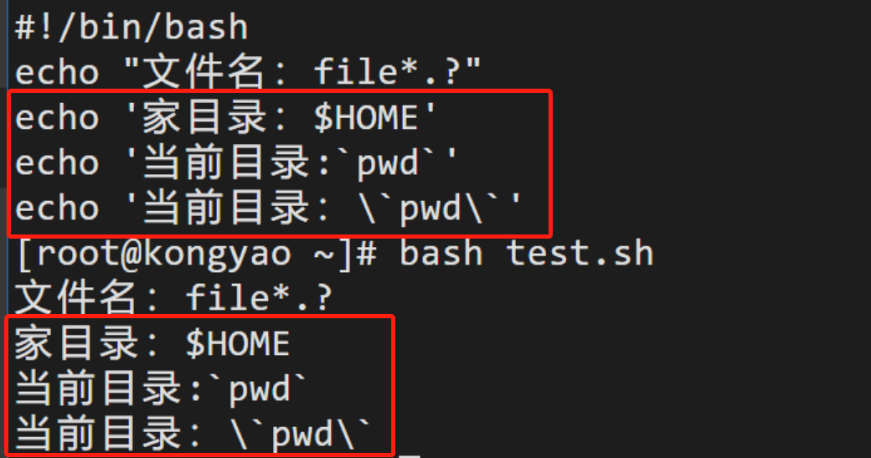 #!/bin/bash
echo "文件名：file*.?"
echo '家目录：$HOME'
echo '当前目录:`pwd`'
echo '当前目录：\`pwd\`'
[root@kongyao ~]# bash test.sh
文件名：file*.?
家目录：$HOME
当前目录:`pwd`
当前目录：\`pwd\`